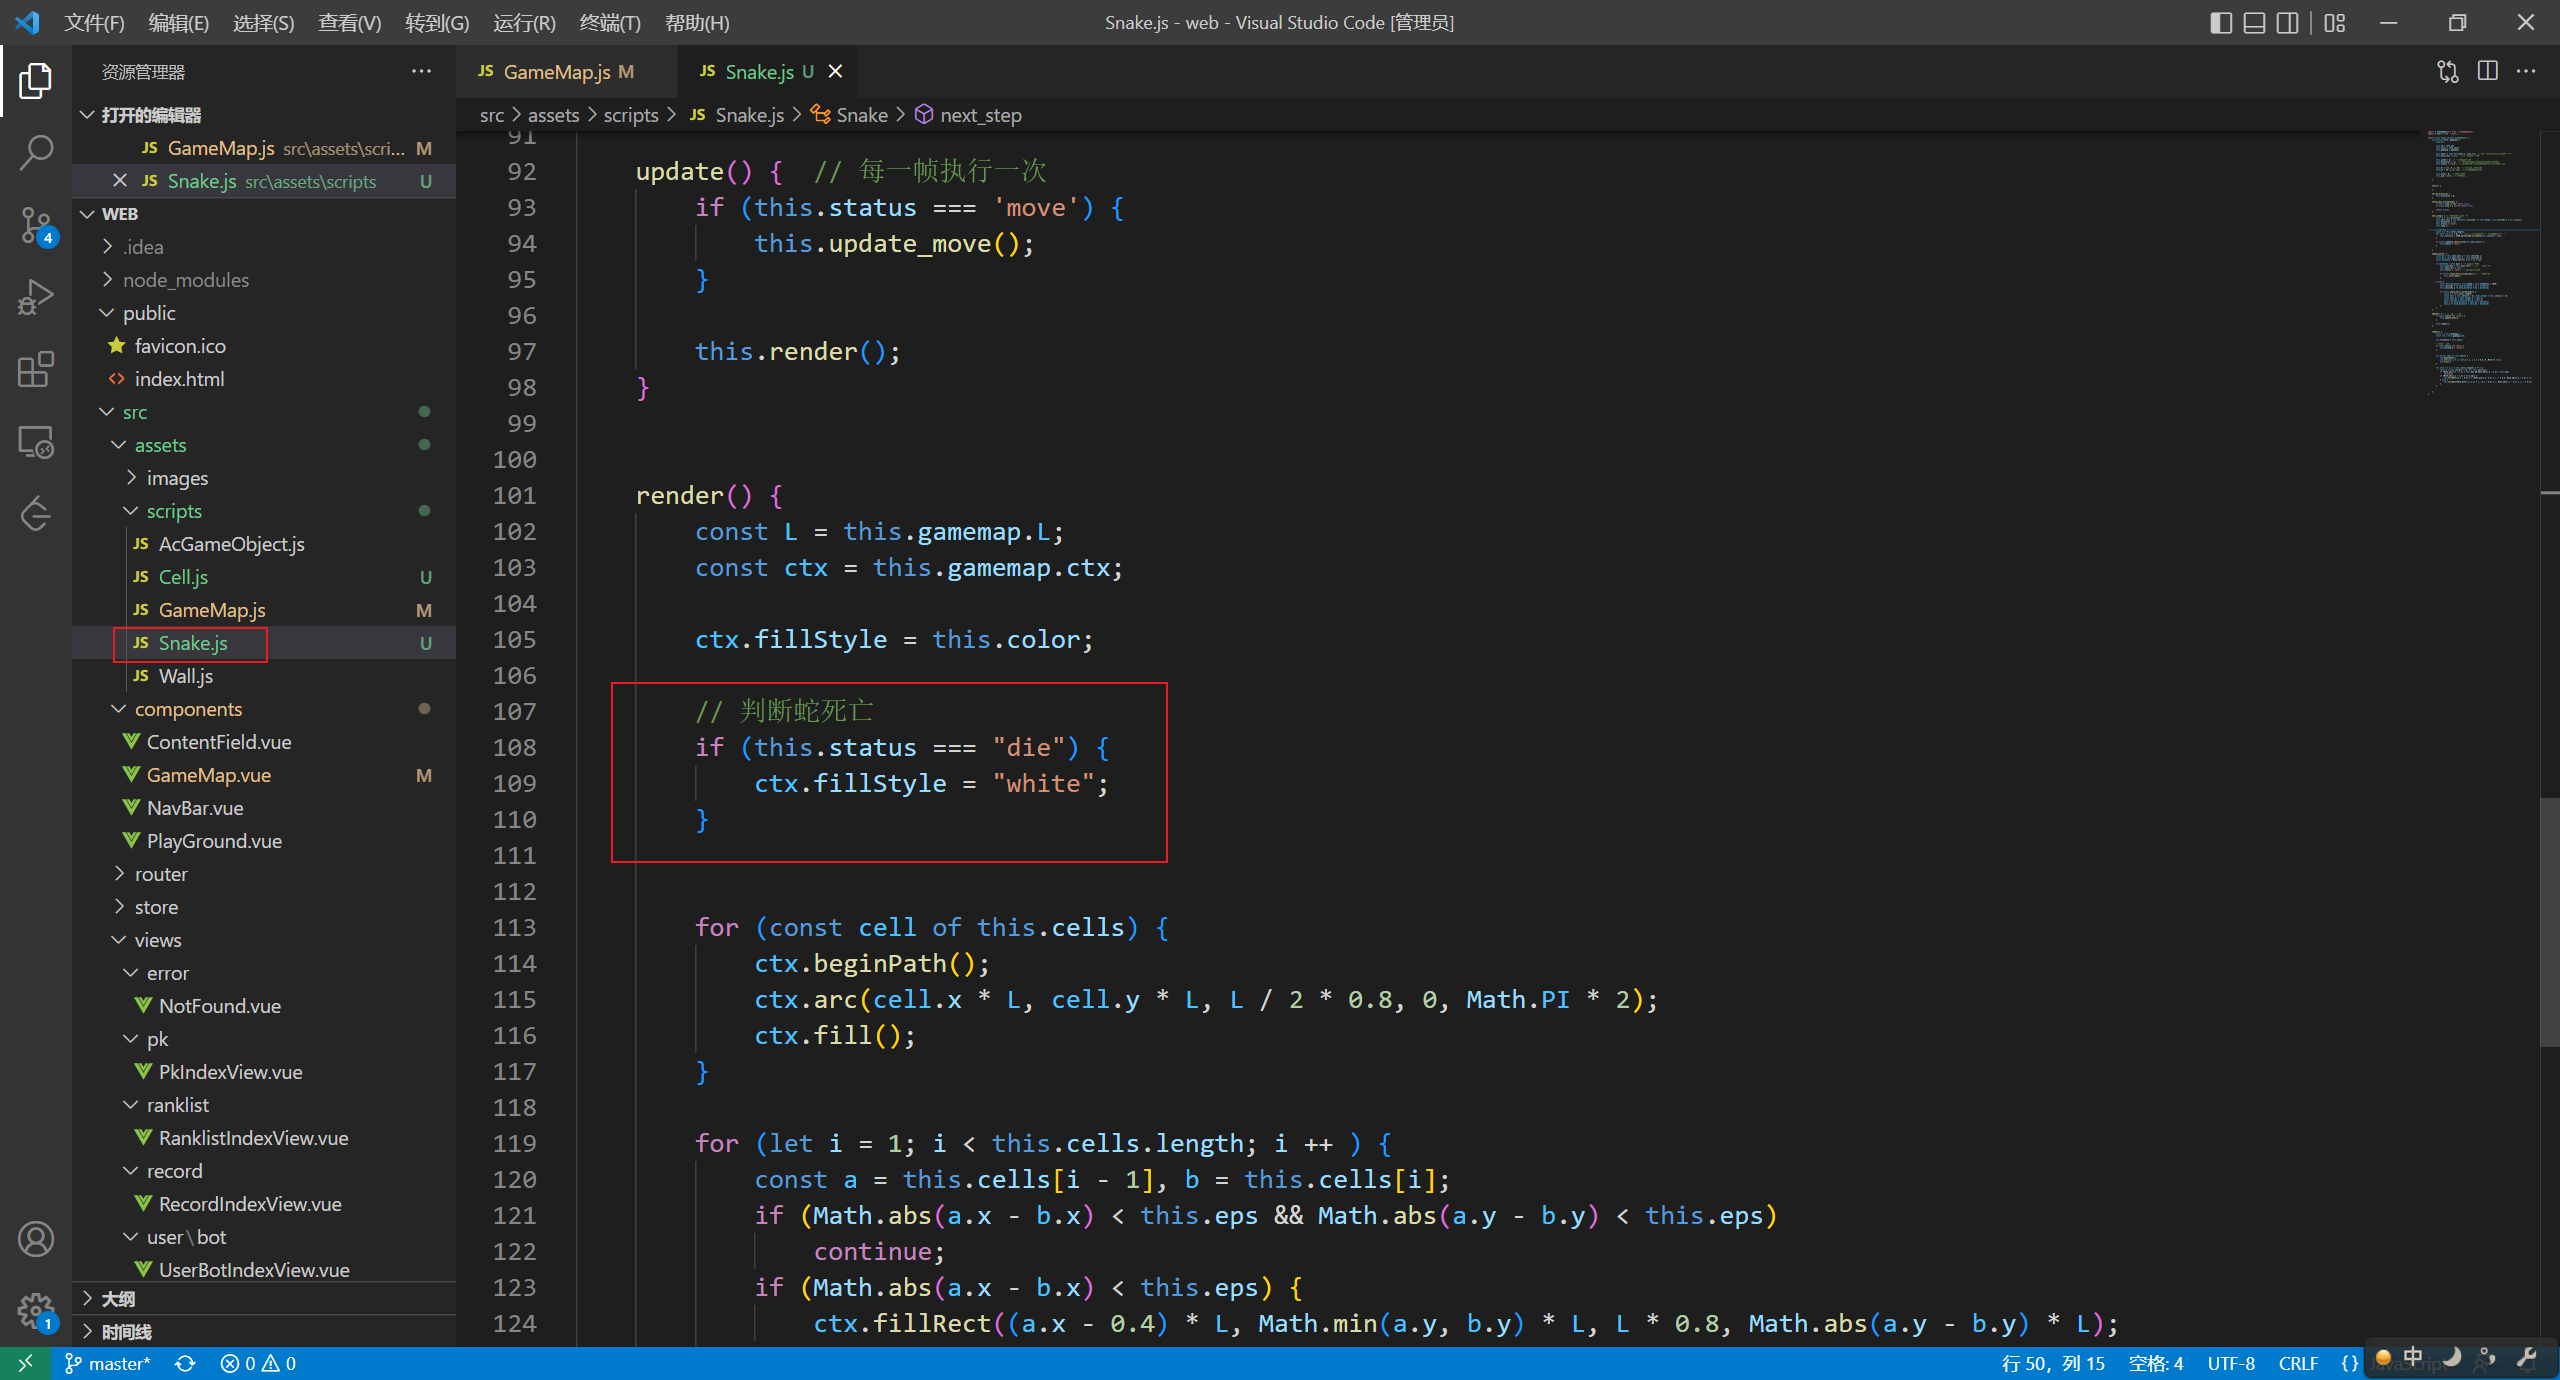 文件(F) 编辑(E) 选择(S) 查看(V) 转到(G) 运行(R) 终端(T) 帮助(H)
Snake.js - web - Visual Studio Code [管理员]
资源管理器
打开的编辑器
JS GameMap.js src\assets\scri... M
JS Snake.js src\assets\scripts U
WEB
.idea
node_modules
public
favicon.ico
index.html
src
assets
images
scripts
JS AcGameObject.js
JS Cell.js U
JS GameMap.js M
JS Snake.js U
JS Wall.js
components
ContentField.vue
GameMap.vue M
NavBar.vue
PlayGround.vue
router
store
views
error
NotFound.vue
pk
PkIndexView.vue
ranklist
RanklistIndexView.vue
record
RecordIndexView.vue
user\bot
UserBotIndexView.vue
大纲
时间线
4
1
JS GameMap.js M
JS Snake.js U
src > assets > scripts > JS Snake.js > Snake > next_step
91
92 update() {  // 每一帧执行一次
93 if (this.status === 'move') {
94 this.update_move();
95 }
96
97 this.render();
98 }
99
100
101 render() {
102 const L = this.gamemap.L;
103 const ctx = this.gamemap.ctx;
104
105 ctx.fillStyle = this.color;
106
107 // 判断蛇死亡
108 if (this.status === "die") {
109 ctx.fillStyle = "white";
110 }
111
112
113 for (const cell of this.cells) {
114 ctx.beginPath();
115 ctx.arc(cell.x * L, cell.y * L, L / 2 * 0.8, 0, Math.PI * 2);
116 ctx.fill();
117 }
118
119 for (let i = 1; i < this.cells.length; i ++ ) {
120 const a = this.cells[i - 1], b = this.cells[i];
121 if (Math.abs(a.x - b.x) < this.eps && Math.abs(a.y - b.y) < this.eps)
122 continue;
123 if (Math.abs(a.x - b.x) < this.eps) {
124 ctx.fillRect((a.x - 0.4) * L, Math.min(a.y, b.y) * L, L * 0.8, Math.abs(a.y - b.y) * L);
master* 0 0
行 50，列 15 空格: 4 UTF-8 CRLF {} JavaScript
中